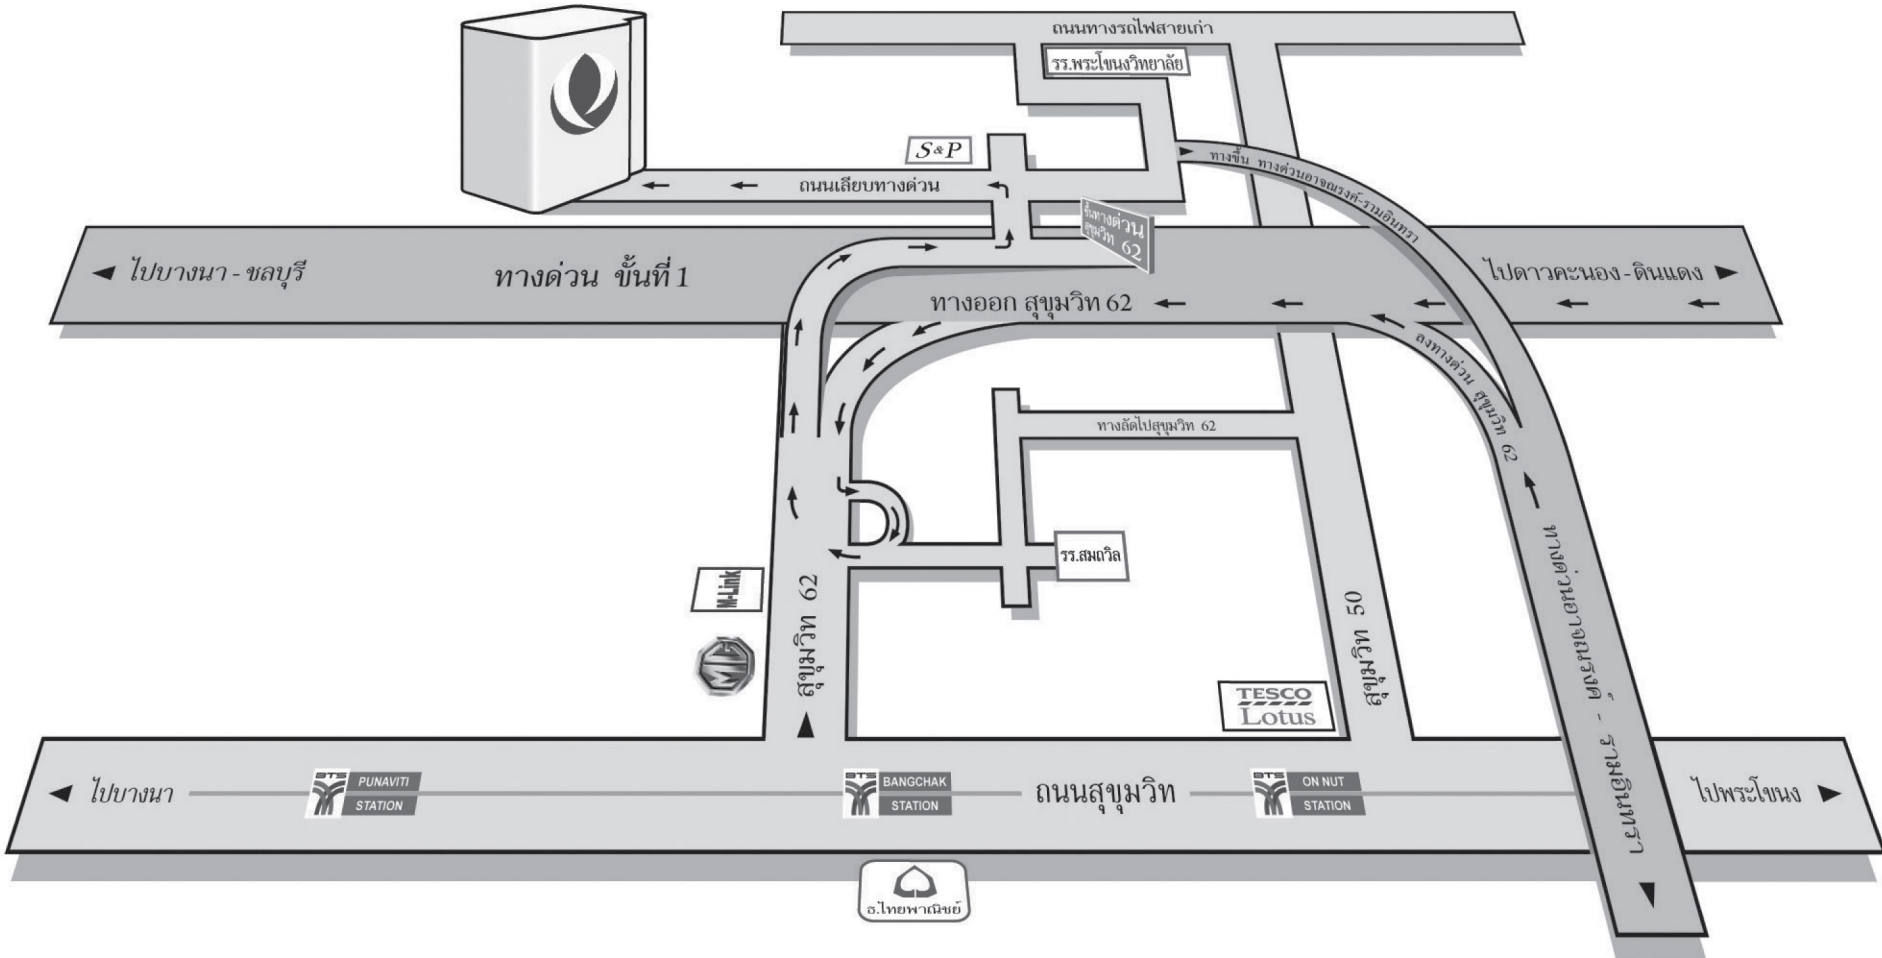 ถนนทางรถไฟสายเก่า
รร.พระโขนงวิทยาลัย
S&P
ทางขึ้น ทางด่วนอาจณรงค์-รามอินทรา
ถนนเลียบทางด่วน
ขึ้นทางด่วน
สุขุมวิท 62
ไปบางนา - ชลบุรี
ทางด่วน ขั้นที่ 1
ไปดาวคะนอง - ดินแดง
ทางออก สุขุมวิท 62
ลงทางด่วน สุขุมวิท 62
ทางลัดไปสุขุมวิท 62
รร.สมถวิล
M-Link
MG
สุขุมวิท 62
สุขุมวิท 50
ทางด่วนอาจณรงค์ - รามอินทรา
TESCO
Lotus
ไปบางนา
BTS
PUNAVITI
STATION
BTS
BANGCHAK
STATION
ถนนสุขุมวิท
BTS
ON NUT
STATION
ไปพระโขนง
ธ.ไทยพาณิชย์